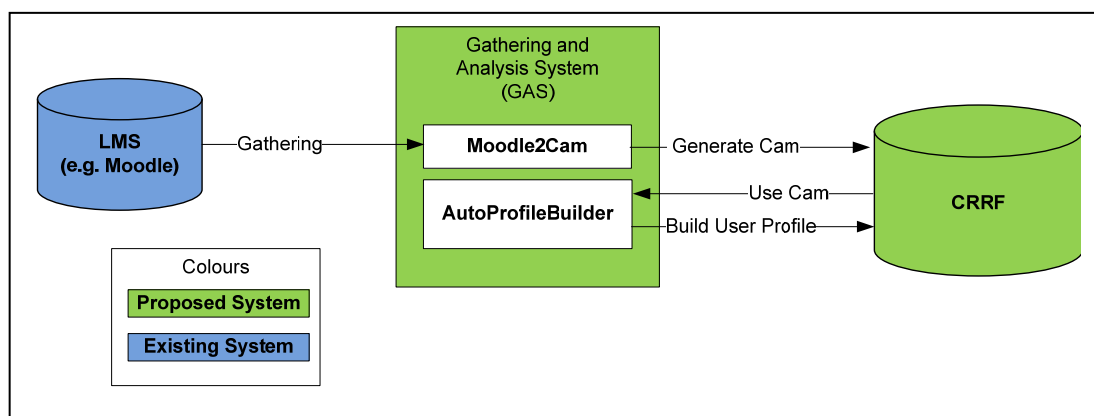 Gathering and
Analysis System
(GAS)
LMS
(e.g. Moodle)
Gathering
Moodle2Cam
Generate Cam
AutoProfileBuilder
Use Cam
Build User Profile
CRRF
Colours
Proposed System
Existing System